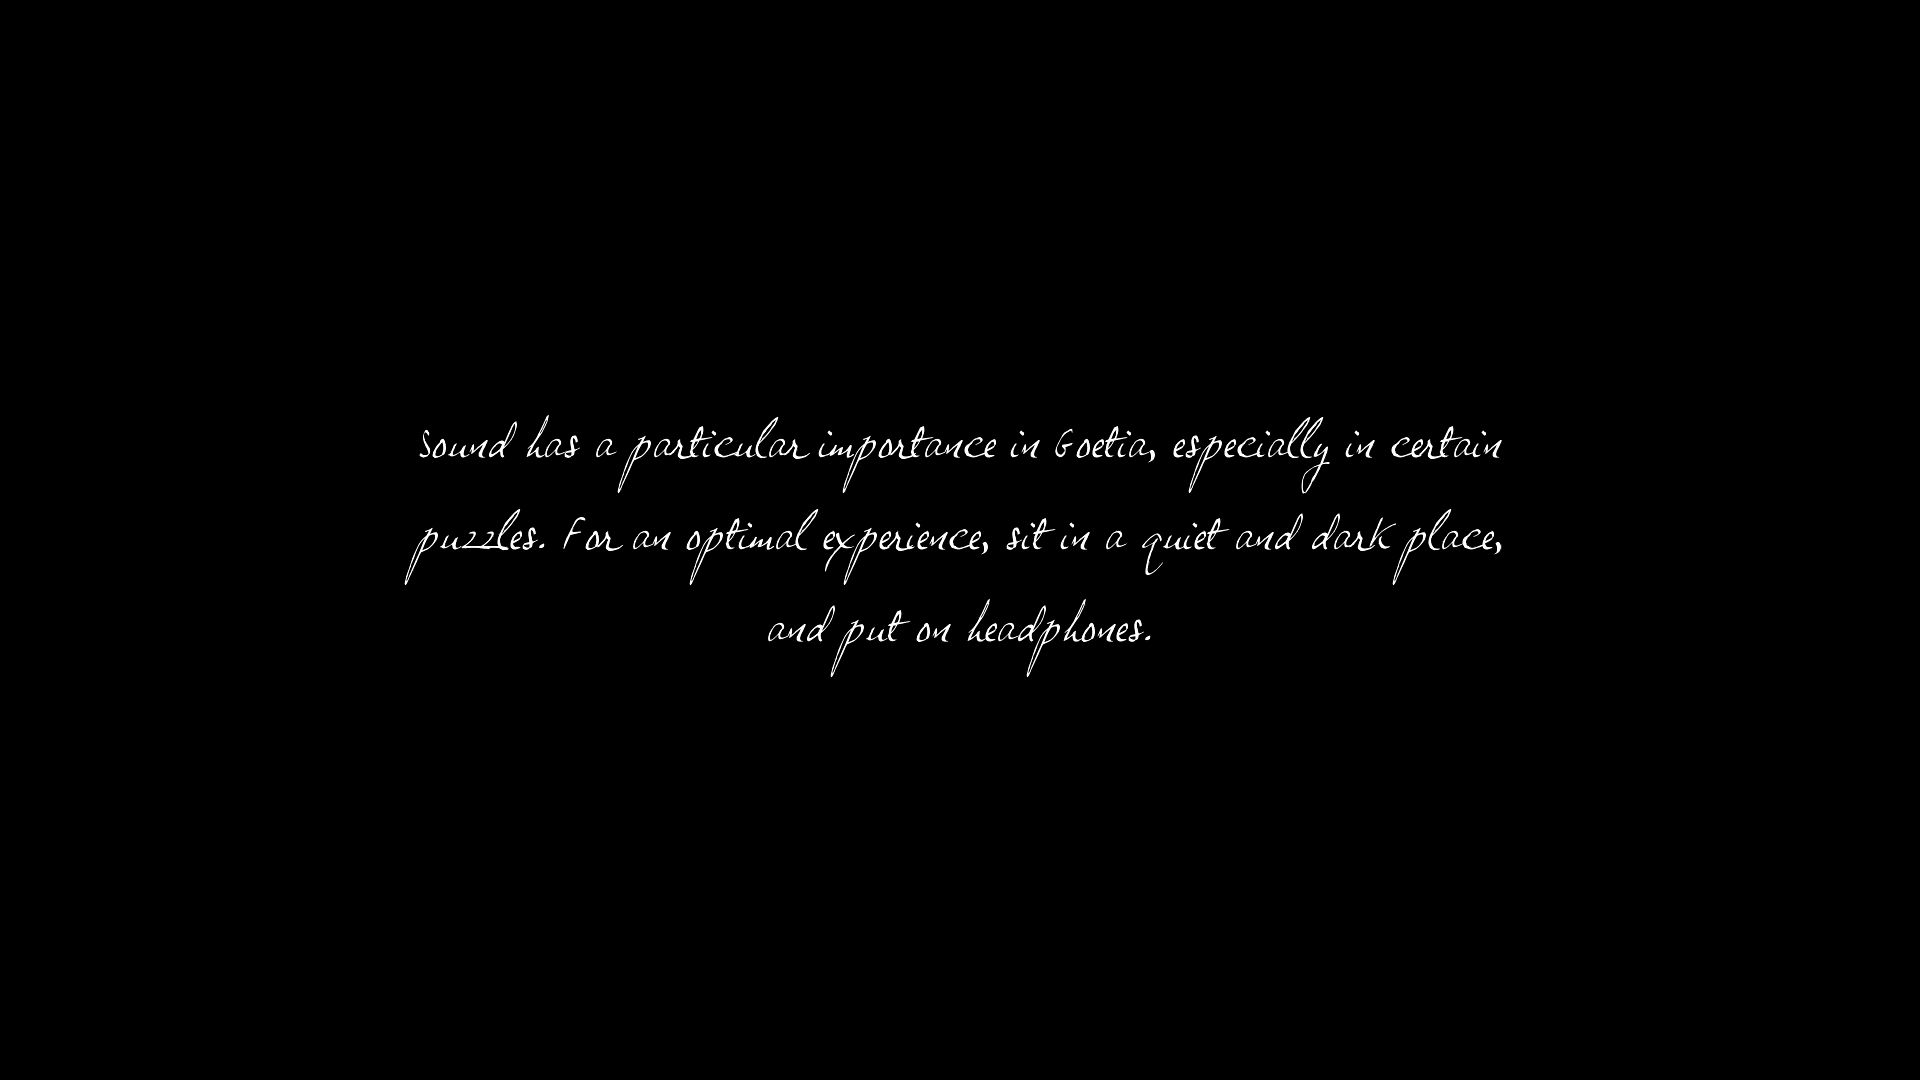 Sound has a particular importance in Goetia, especially in certain
puzzles. For an optimal experience, sit in a quiet and dark place,
and put on headphones.